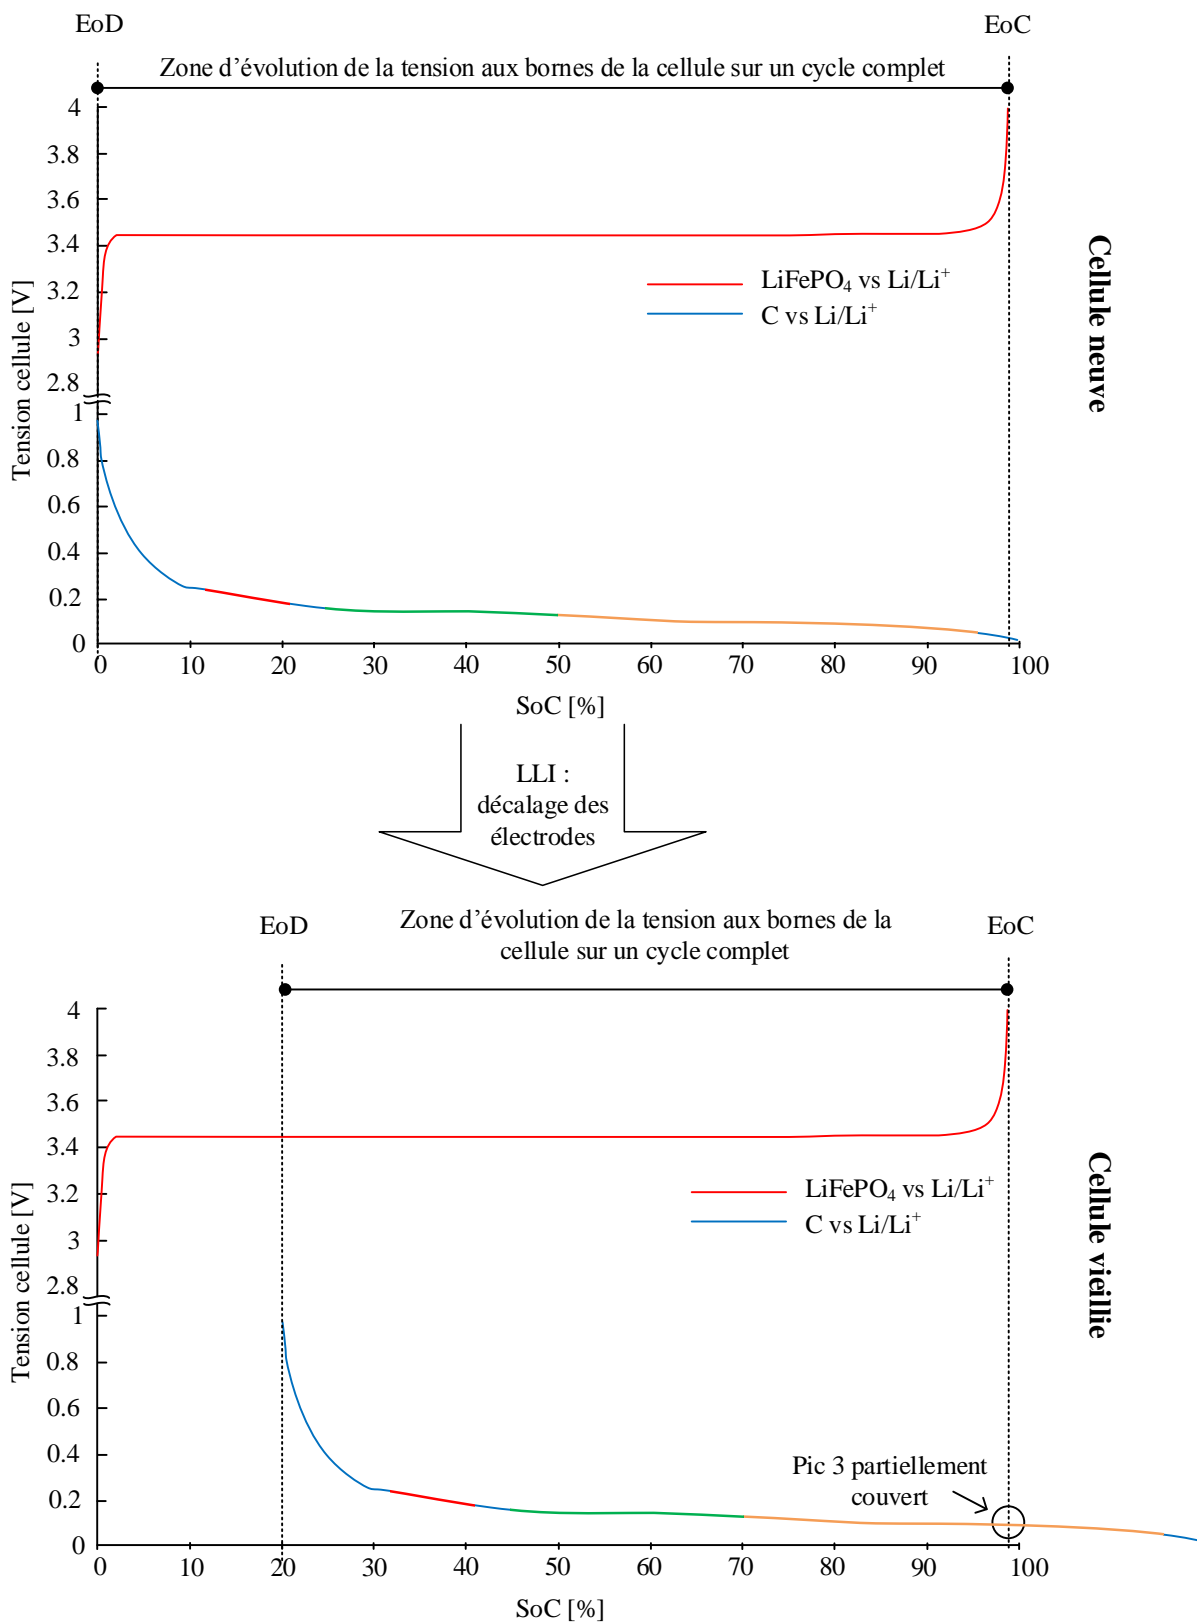 EoD
EoC
Zone d’évolution de la tension aux bornes de la cellule sur un cycle complet
4
3.8
3.6
3.4
3.2
3
2.8
1
0.8
0.6
0.4
0.2
0
Tension cellule [V]
LiFePO₄ vs Li/Li⁺
C vs Li/Li⁺
Cellule neuve
0 10 20 30 40 50 60 70 80 90 100
SoC [%]
LLI :
décalage des
électrodes
EoD
Zone d’évolution de la tension aux bornes de la
cellule sur un cycle complet
EoC
4
3.8
3.6
3.4
3.2
3
2.8
1
0.8
0.6
0.4
0.2
0
Tension cellule [V]
LiFePO₄ vs Li/Li⁺
C vs Li/Li⁺
Cellule vieillie
Pic 3 partiellement
couvert
0 10 20 30 40 50 60 70 80 90 100
SoC [%]